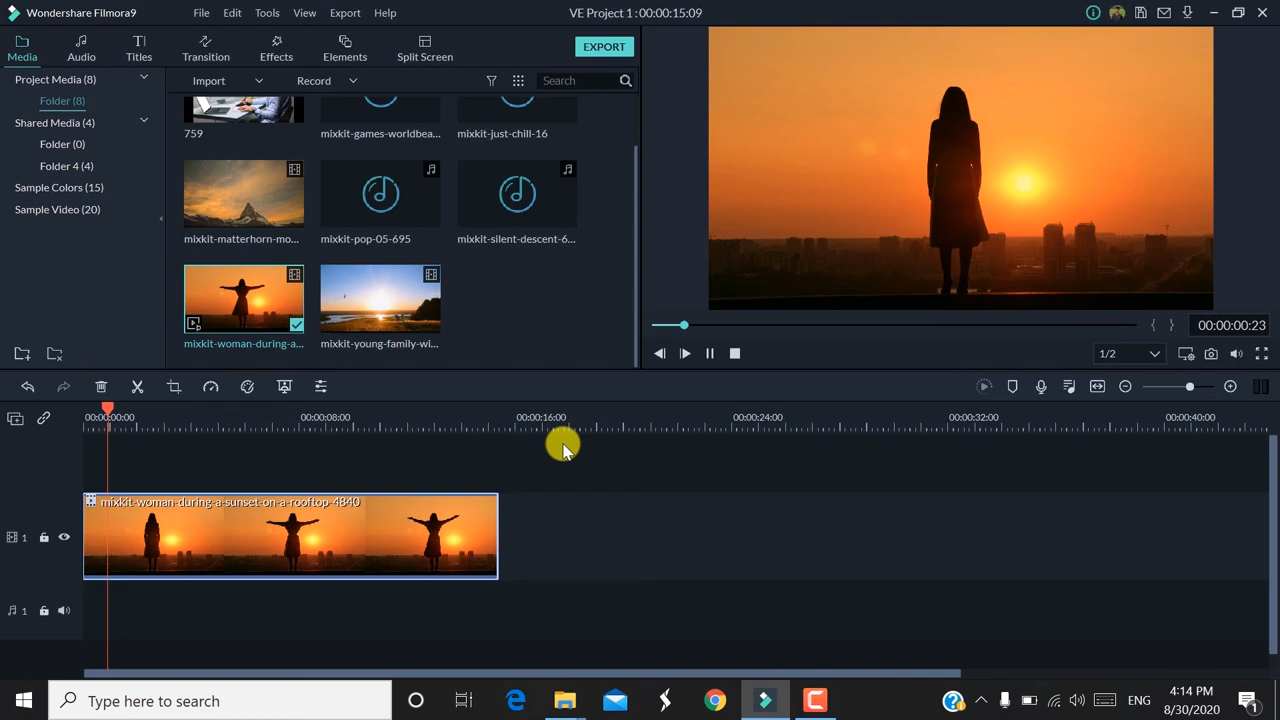 Wondershare Filmora9
File Edit Tools View Export Help
VE Project 1 : 00:00:15:09
Media Audio Titles Transition Effects Elements Split Screen EXPORT
Project Media (8)
Folder (8)
Shared Media (4)
Folder (0)
Folder 4 (4)
Sample Colors (15)
Sample Video (20)
Import Record Search
759 mixkit-games-worldbea... mixkit-just-chill-16
mixkit-matterhorn-mo... mixkit-pop-05-695 mixkit-silent-descent-6...
mixkit-woman-during-a... mixkit-young-family-wi...
00:00:00:23
1/2
00:00:00:00 00:00:08:00 00:00:16:00 00:00:24:00 00:00:32:00 00:00:40:00
mixkit-woman-during-a-sunset-on-a-rooftop-4840
1
1
Type here to search
ENG
4:14 PM
8/30/2020
1